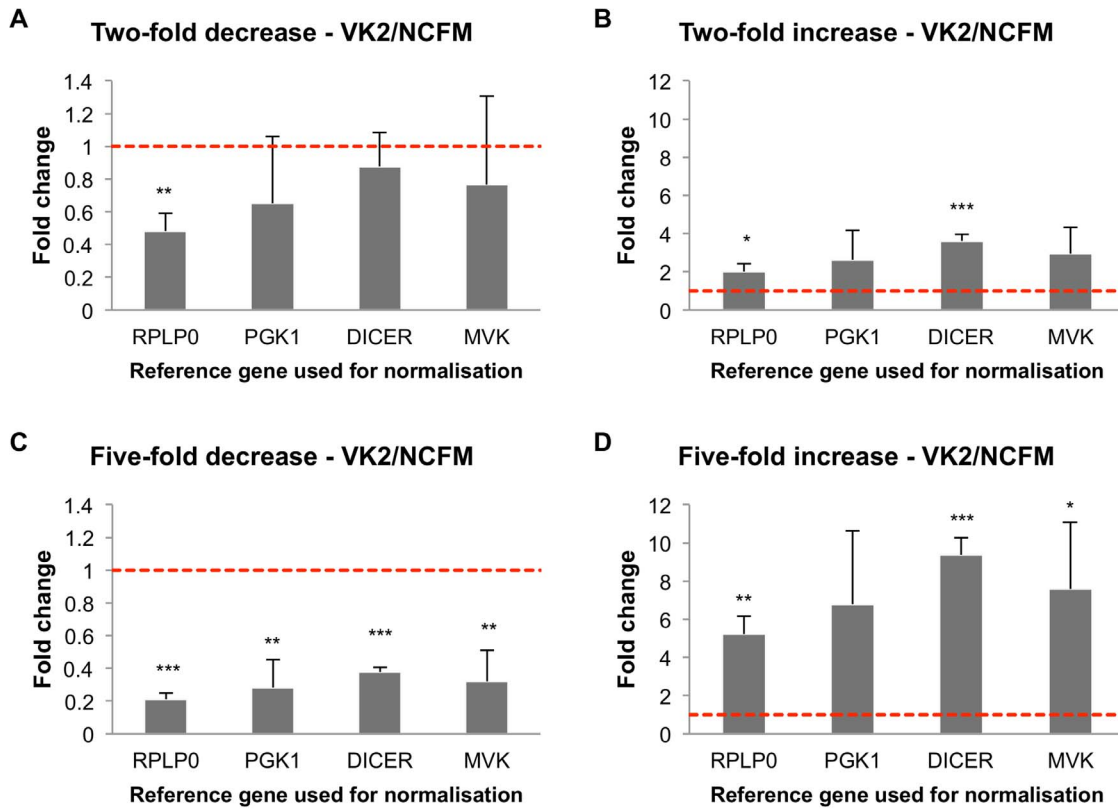 A
Two-fold decrease - VK2/NCFM
1.4
1.2
1
0.8
0.6
0.4
0.2
0
Fold change
**
RPLP0 PGK1 DICER MVK
Reference gene used for normalisation
B
Two-fold increase - VK2/NCFM
12
10
8
6
4
2
0
Fold change
* ***
RPLP0 PGK1 DICER MVK
Reference gene used for normalisation
C
Five-fold decrease - VK2/NCFM
1.4
1.2
1
0.8
0.6
0.4
0.2
0
Fold change
*** ** *** **
RPLP0 PGK1 DICER MVK
Reference gene used for normalisation
D
Five-fold increase - VK2/NCFM
12
10
8
6
4
2
0
Fold change
** *** *
RPLP0 PGK1 DICER MVK
Reference gene used for normalisation